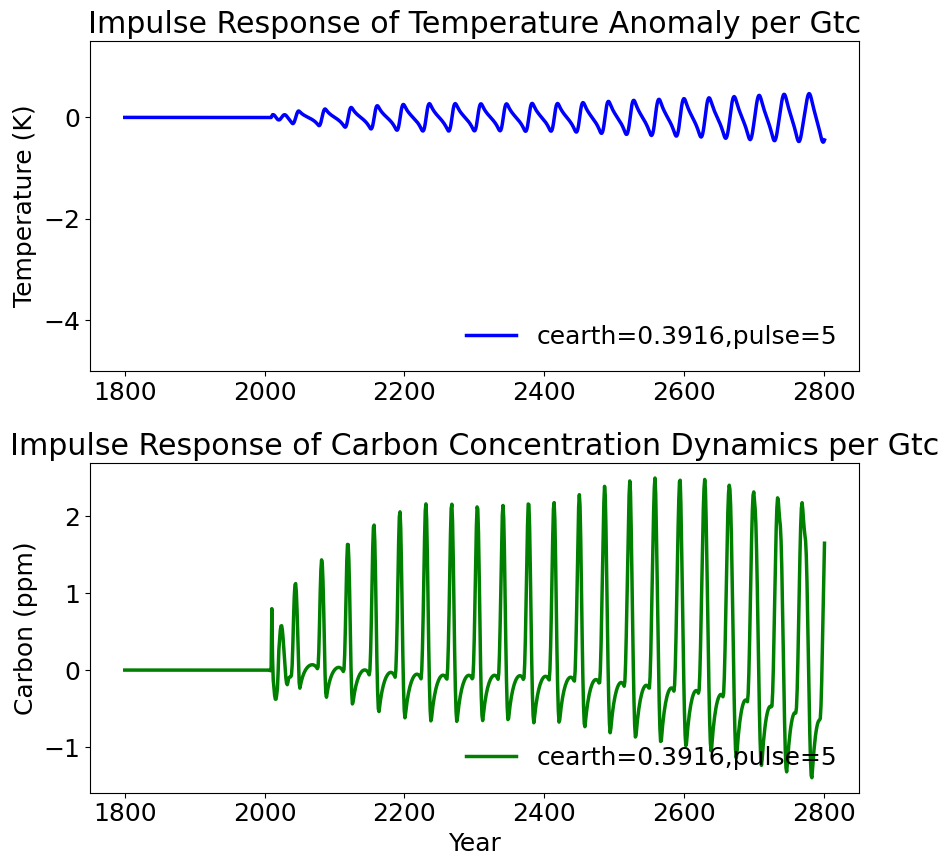 Impulse Response of Temperature Anomaly per Gtc
0
−2
−4
Temperature (K)
cearth=0.3916,pulse=5
1800 2000 2200 2400 2600 2800
Impulse Response of Carbon Concentration Dynamics per Gtc
2
1
0
−1
Carbon (ppm)
cearth=0.3916,pulse=5
1800 2000 2200 2400 2600 2800
Year